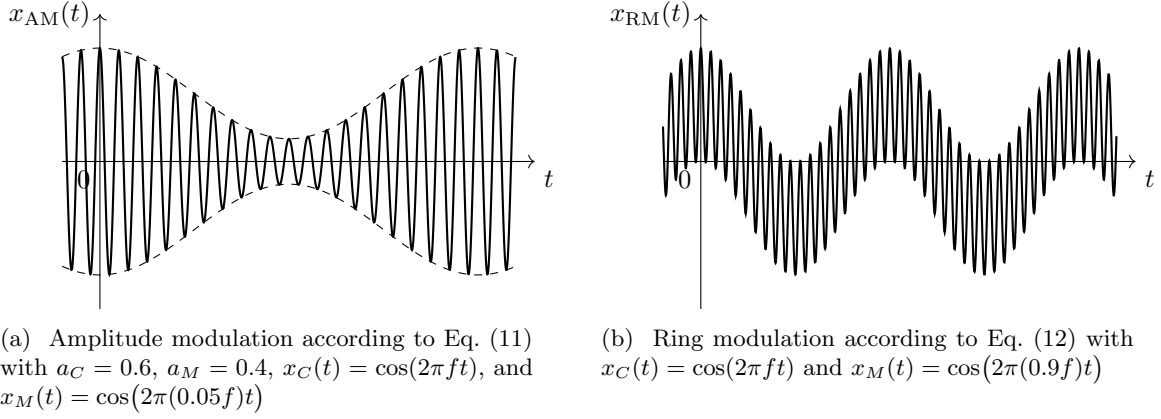 x_AM(t)
0
t
x_RM(t)
0
t
(a) Amplitude modulation according to Eq. (11)
with a_C = 0.6, a_M = 0.4, x_C(t) = cos(2πft), and
x_M(t) = cos(2π(0.05f)t)
(b) Ring modulation according to Eq. (12) with
x_C(t) = cos(2πft) and x_M(t) = cos(2π(0.9f)t)